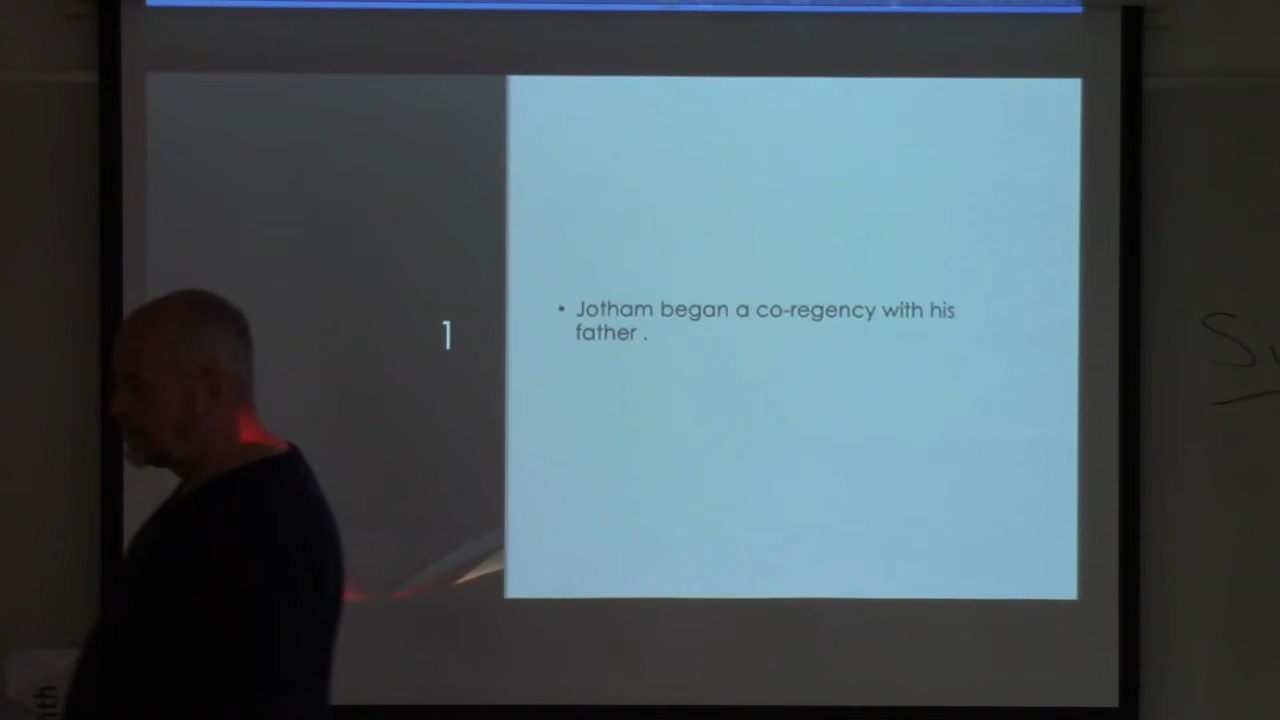 1
• Jotham began a co-regency with his
father .